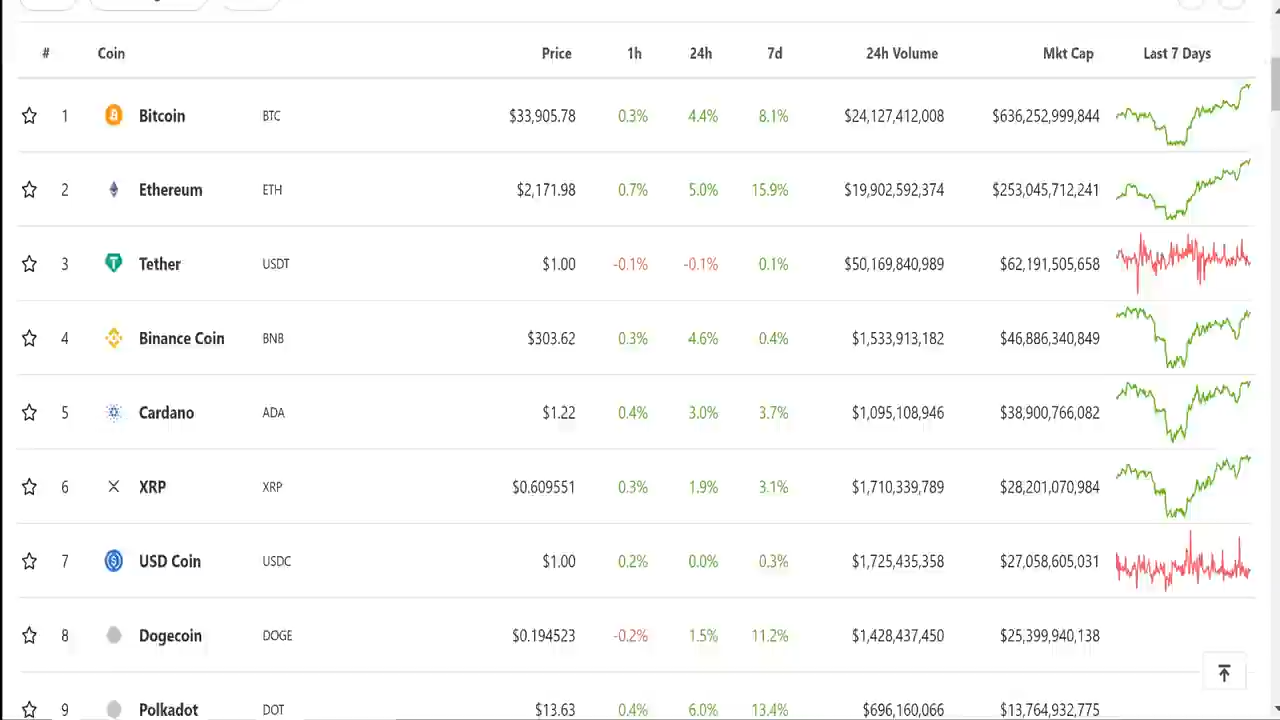 # Coin Price 1h 24h 7d 24h Volume Mkt Cap Last 7 Days
1 Bitcoin BTC $33,905.78 0.3% 4.4% 8.1% $24,127,412,008 $636,252,999,844
2 Ethereum ETH $2,171.98 0.7% 5.0% 15.9% $19,902,592,374 $253,045,712,241
3 Tether USDT $1.00 -0.1% -0.1% 0.1% $50,169,840,989 $62,191,505,658
4 Binance Coin BNB $303.62 0.3% 4.6% 0.4% $1,533,913,182 $46,886,340,849
5 Cardano ADA $1.22 0.4% 3.0% 3.7% $1,095,108,946 $38,900,766,082
6 XRP XRP $0.609551 0.3% 1.9% 3.1% $1,710,339,789 $28,201,070,984
7 USD Coin USDC $1.00 0.2% 0.0% 0.3% $1,725,435,358 $27,058,605,031
8 Dogecoin DOGE $0.194523 -0.2% 1.5% 11.2% $1,428,437,450 $25,399,940,138
9 Polkadot DOT $13.63 0.4% 6.0% 13.4% $696,160,066 $13,764,932,775